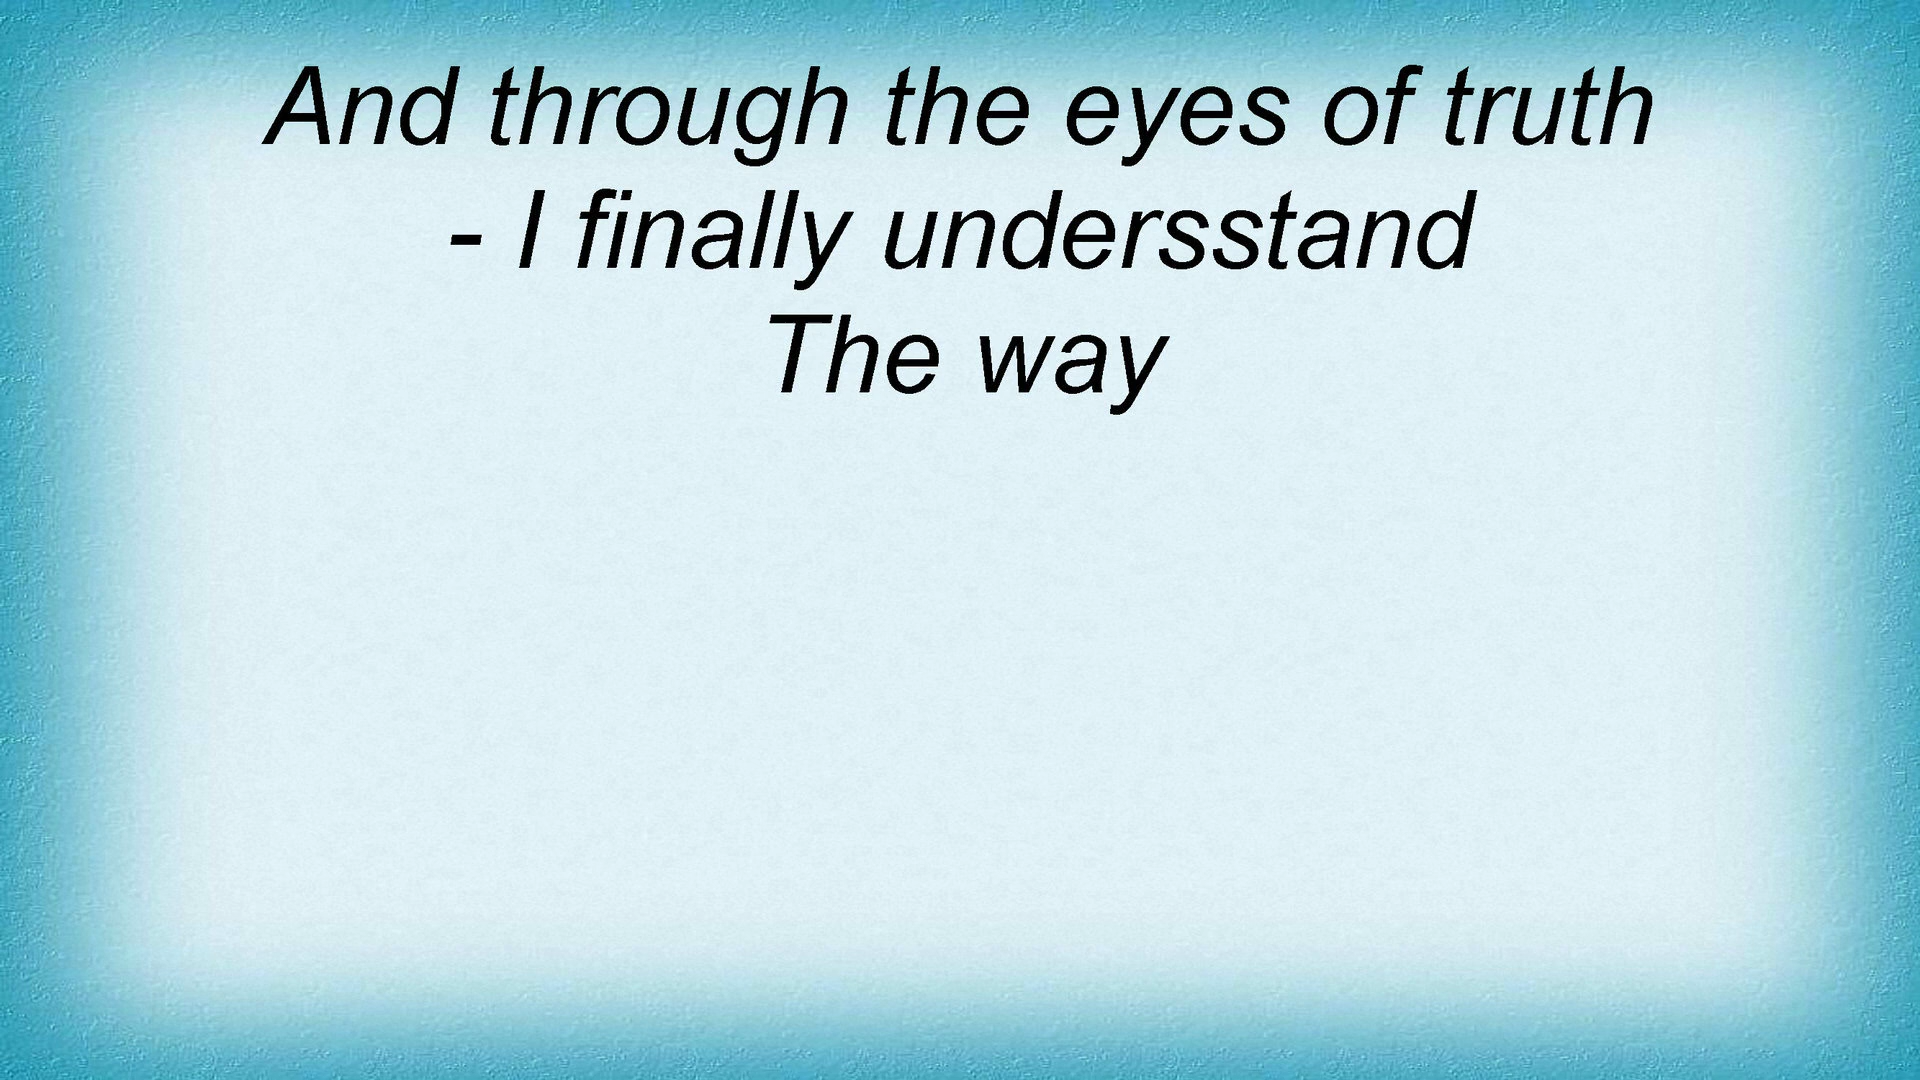 And through the eyes of truth
- I finally undersstand
The way